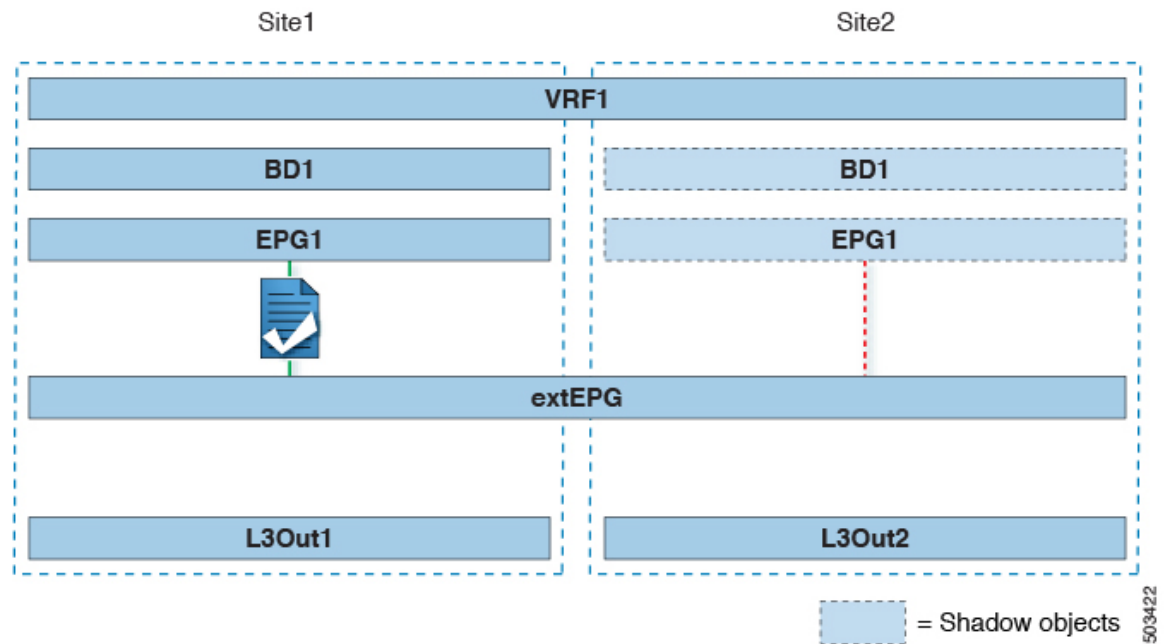 Site1
Site2
VRF1
BD1
BD1
EPG1
EPG1
extEPG
L3Out1
L3Out2
= Shadow objects
503422